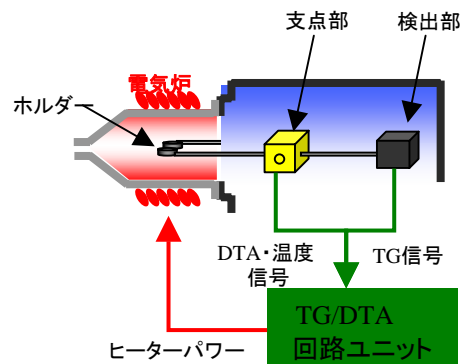 支点部
検出部
電気炉
ホルダー
DTA・温度
信号
TG信号
TG/DTA
回路ユニット
ヒーターパワー